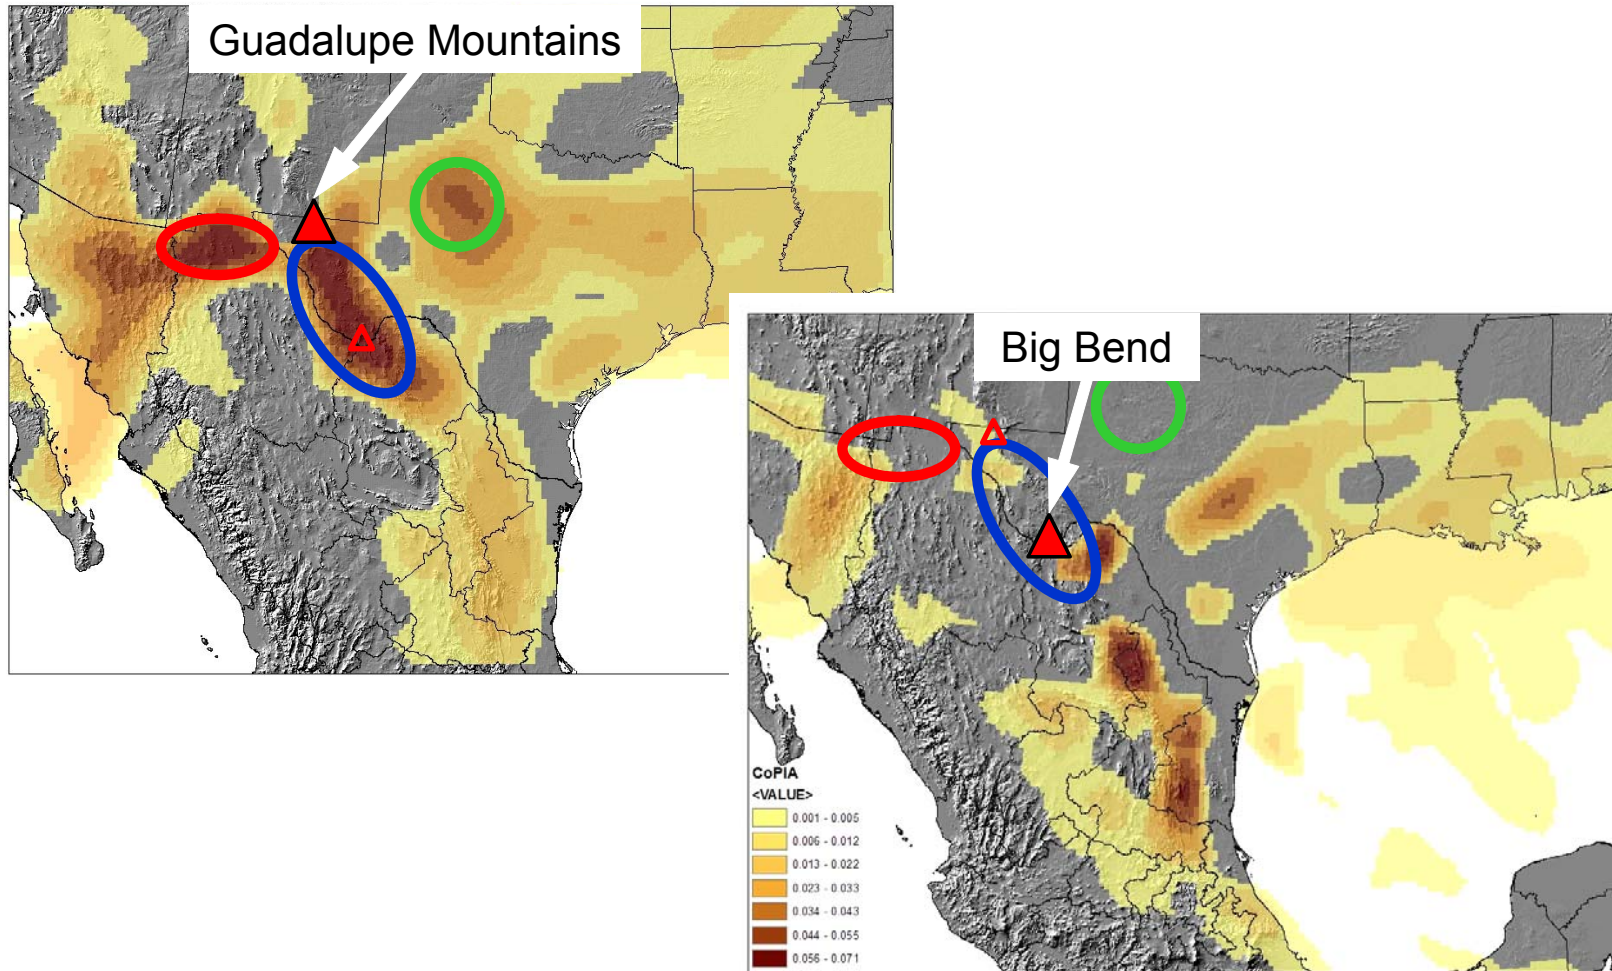 Guadalupe Mountains
Big Bend
CoPIA
<VALUE>
0.001 - 0.005
0.006 - 0.012
0.013 - 0.022
0.023 - 0.033
0.034 - 0.043
0.044 - 0.055
0.056 - 0.071